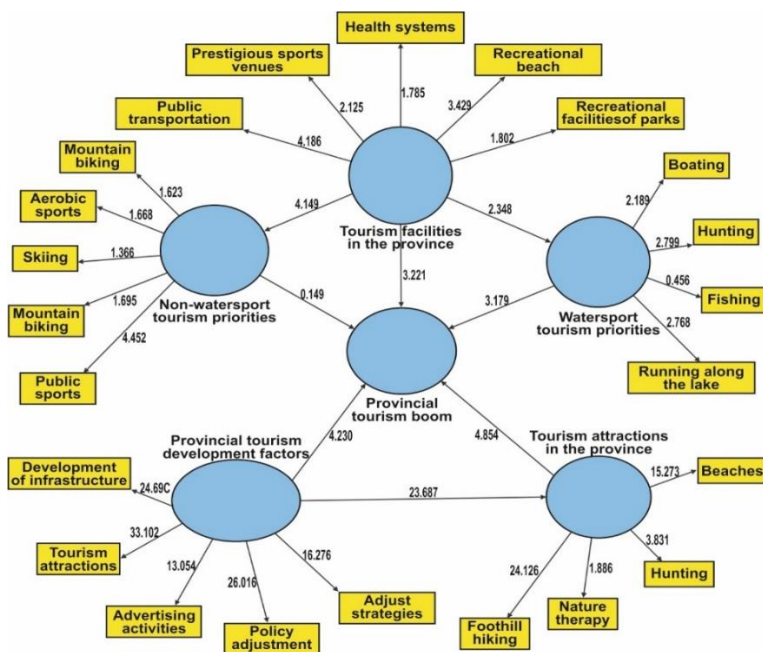 Health systems
Prestigious sports
venues
Recreational
beach
1.785
2.125
3.429
Public
transportation
Recreational
facilitiesof parks
4.186
1.802
Mountain
biking
Boating
1.623
2.189
Aerobic
sports
4.149
2.348
Tourism facilities
in the province
Hunting
1.668
2.799
Skiing
1.366
3.221
0.456
Fishing
Mountain
biking
1.695
Non-watersport
tourism priorities
0.149
3.179
Watersport
tourism priorities
2.768
4.452
Public
sports
Running along
the lake
Provincial
tourism boom
Provincial tourism
development factors
4.230
4.854
Tourism attractions
in the province
Development
of infrastructure
24.69C
23.687
15.273
Beaches
33.102
Tourism
attractions
13.054
26.016
16.276
24.126
1.886
3.831
Hunting
Advertising
activities
Policy
adjustment
Adjust
strategies
Foothill
hiking
Nature
therapy